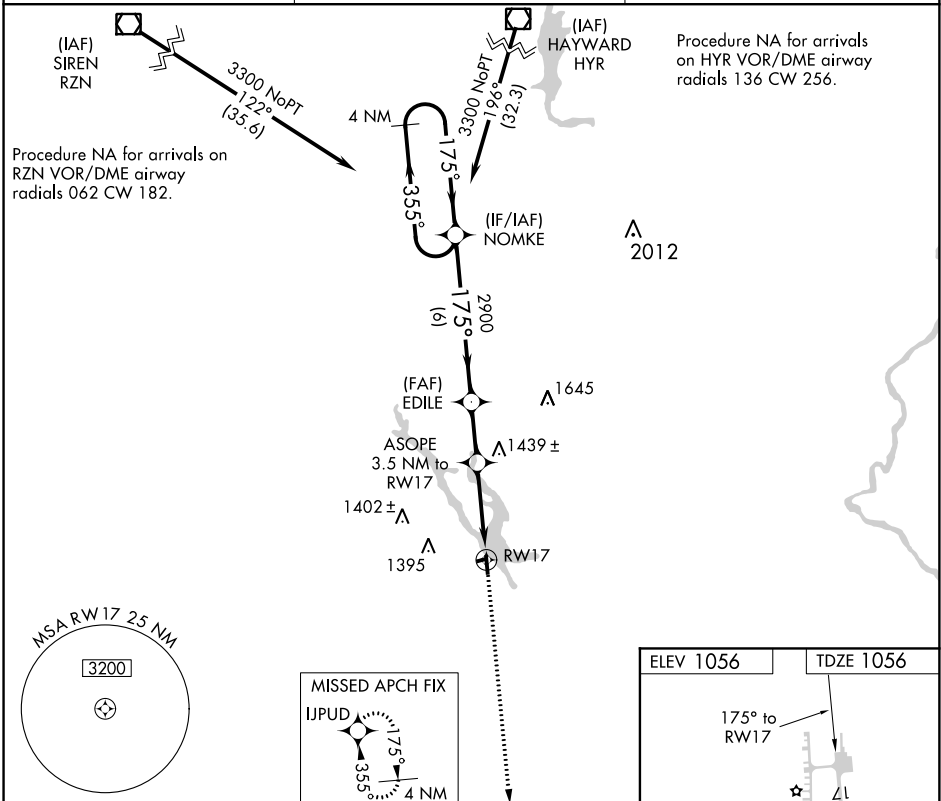 (IAF)
SIREN
RZN
3300 NoPT
122°
(35.6)
(IAF)
HAYWARD
HYR
3300 NoPT
196°
(32.3)
Procedure NA for arrivals
on HYR VOR/DME airway
radials 136 CW 256.
Procedure NA for arrivals on
RZN VOR/DME airway
radials 062 CW 182.
4 NM
175°
355°
(IF/IAF)
NOMKE
2012
2900
175°
(6)
(FAF)
EDILE
1645
ASOPE
3.5 NM to
RW17
1439 ±
1402 ±
1395
RW17
MSA RW17 25 NM
3200
MISSED APCH FIX
IJPUD
175°
355°
4 NM
ELEV 1056
TDZE 1056
175° to
RW17
17